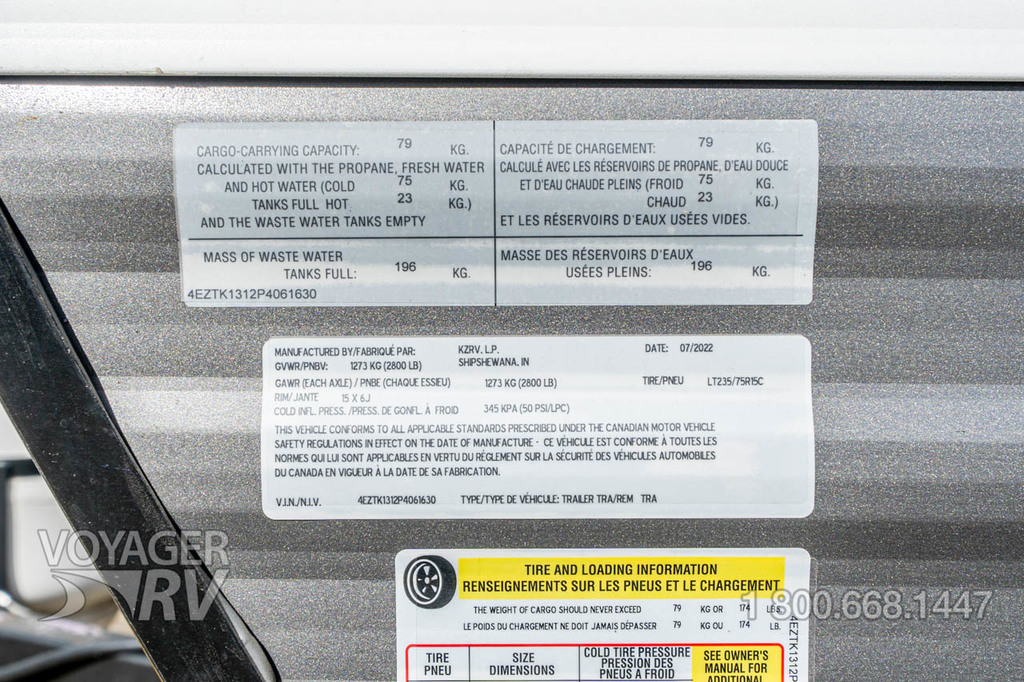 CARGO-CARRYING CAPACITY: 79 KG.
CALCULATED WITH THE PROPANE, FRESH WATER
AND HOT WATER (COLD 75 KG.
TANKS FULL HOT 23 KG.)
AND THE WASTE WATER TANKS EMPTY
MASS OF WASTE WATER
TANKS FULL: 196 KG.
4EZTK1312P4061630
CAPACITÉ DE CHARGEMENT: 79 KG.
CALCULÉ AVEC LES RÉSERVOIRS DE PROPANE, D'EAU DOUCE
ET D'EAU CHAUDE PLEINS (FROID 75 KG.
CHAUD 23 KG.)
ET LES RÉSERVOIRS D'EAUX USÉES VIDES.
MASSE DES RÉSERVOIRS D'EAUX
USÉES PLEINS: 196 KG.
MANUFACTURED BY/FABRIQUÉ PAR: KZRV, L.P. DATE: 07/2022
GVWR/PNBV: 1273 KG (2800 LB) SHIPSHEWANA, IN
GAWR (EACH AXLE) / PNBE (CHAQUE ESSIEU) 1273 KG (2800 LB) TIRE/PNEU LT235/75R15C
RIM/JANTE 15 X 6J
COLD INFL. PRESS. /PRESS. DE GONFL. À FROID 345 KPA (50 PSI/LPC)
THIS VEHICLE CONFORMS TO ALL APPLICABLE STANDARDS PRESCRIBED UNDER THE CANADIAN MOTOR VEHICLE
SAFETY REGULATIONS IN EFFECT ON THE DATE OF MANUFACTURE - CE VÉHICULE EST CONFORME À TOUTES LES
NORMES QUI LUI SONT APPLICABLES EN VERTU DU RÈGLEMENT SUR LA SÉCURITÉ DES VÉHICULES AUTOMOBILES
DU CANADA EN VIGUEUR À LA DATE DE SA FABRICATION.
V.I.N./N.I.V. 4EZTK1312P4061630 TYPE/TYPE DE VÉHICULE: TRAILER TRA/REM TRA
TIRE AND LOADING INFORMATION
RENSEIGNEMENTS SUR LES PNEUS ET LE CHARGEMENT
THE WEIGHT OF CARGO SHOULD NEVER EXCEED 79 KG OR 174 LBS.
LE POIDS DU CHARGEMENT NE DOIT JAMAIS DÉPASSER 79 KG OU 174 LB.
TIRE
PNEU
SIZE
DIMENSIONS
COLD TIRE PRESSURE
PRESSION DES
PNEUS A FROID
SEE OWNER'S
MANUAL FOR
ADDITIONAL
4EZTK1312P
VOYAGER
RV
1 800.668.1447